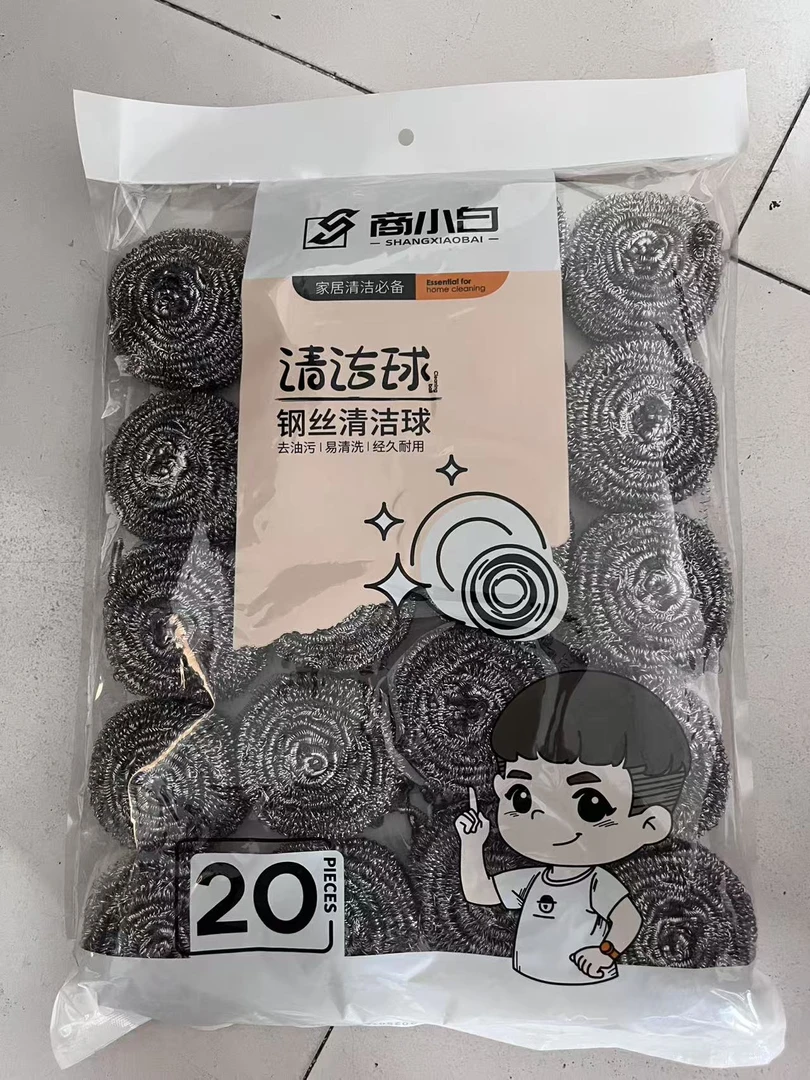 商小白
SHANGXIAOBAI
家居清洁必备
Essential for
home cleaning
清洁球
钢丝清洁球
去油污|易清洗|经久耐用
20
PIECES